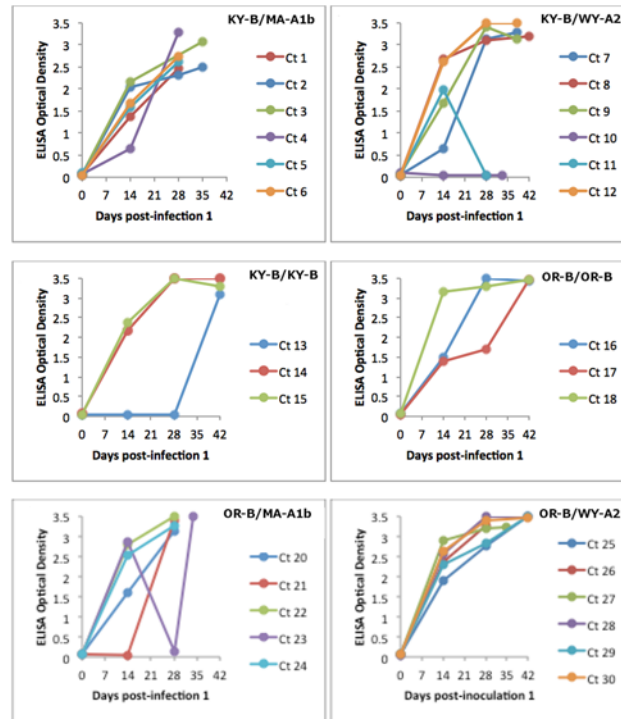 KY-B/MA-A1b
ELISA Optical Density
3.5
3
2.5
2
1.5
1
0.5
0
0 7 14 21 28 35 42
Days post-infection 1
Ct 1
Ct 2
Ct 3
Ct 4
Ct 5
Ct 6
KY-B/WY-A2
ELISA Optical Density
3.5
3
2.5
2
1.5
1
0.5
0
0 7 14 21 28 35 42
Days post-infection 1
Ct 7
Ct 8
Ct 9
Ct 10
Ct 11
Ct 12
KY-B/KY-B
ELISA Optical Density
3.5
3
2.5
2
1.5
1
0.5
0
0 7 14 21 28 35 42
Days post-infection 1
Ct 13
Ct 14
Ct 15
OR-B/OR-B
ELISA Optical Density
3.5
3
2.5
2
1.5
1
0.5
0
0 7 14 21 28 35 42
Days post-infection 1
Ct 16
Ct 17
Ct 18
OR-B/MA-A1b
ELISA Optical Density
3.5
3
2.5
2
1.5
1
0.5
0
0 7 14 21 28 35 42
Days post-infection 1
Ct 20
Ct 21
Ct 22
Ct 23
Ct 24
OR-B/WY-A2
ELISA Optical Density
3.5
3
2.5
2
1.5
1
0.5
0
0 7 14 21 28 35 42
Days post-inoculation 1
Ct 25
Ct 26
Ct 27
Ct 28
Ct 29
Ct 30